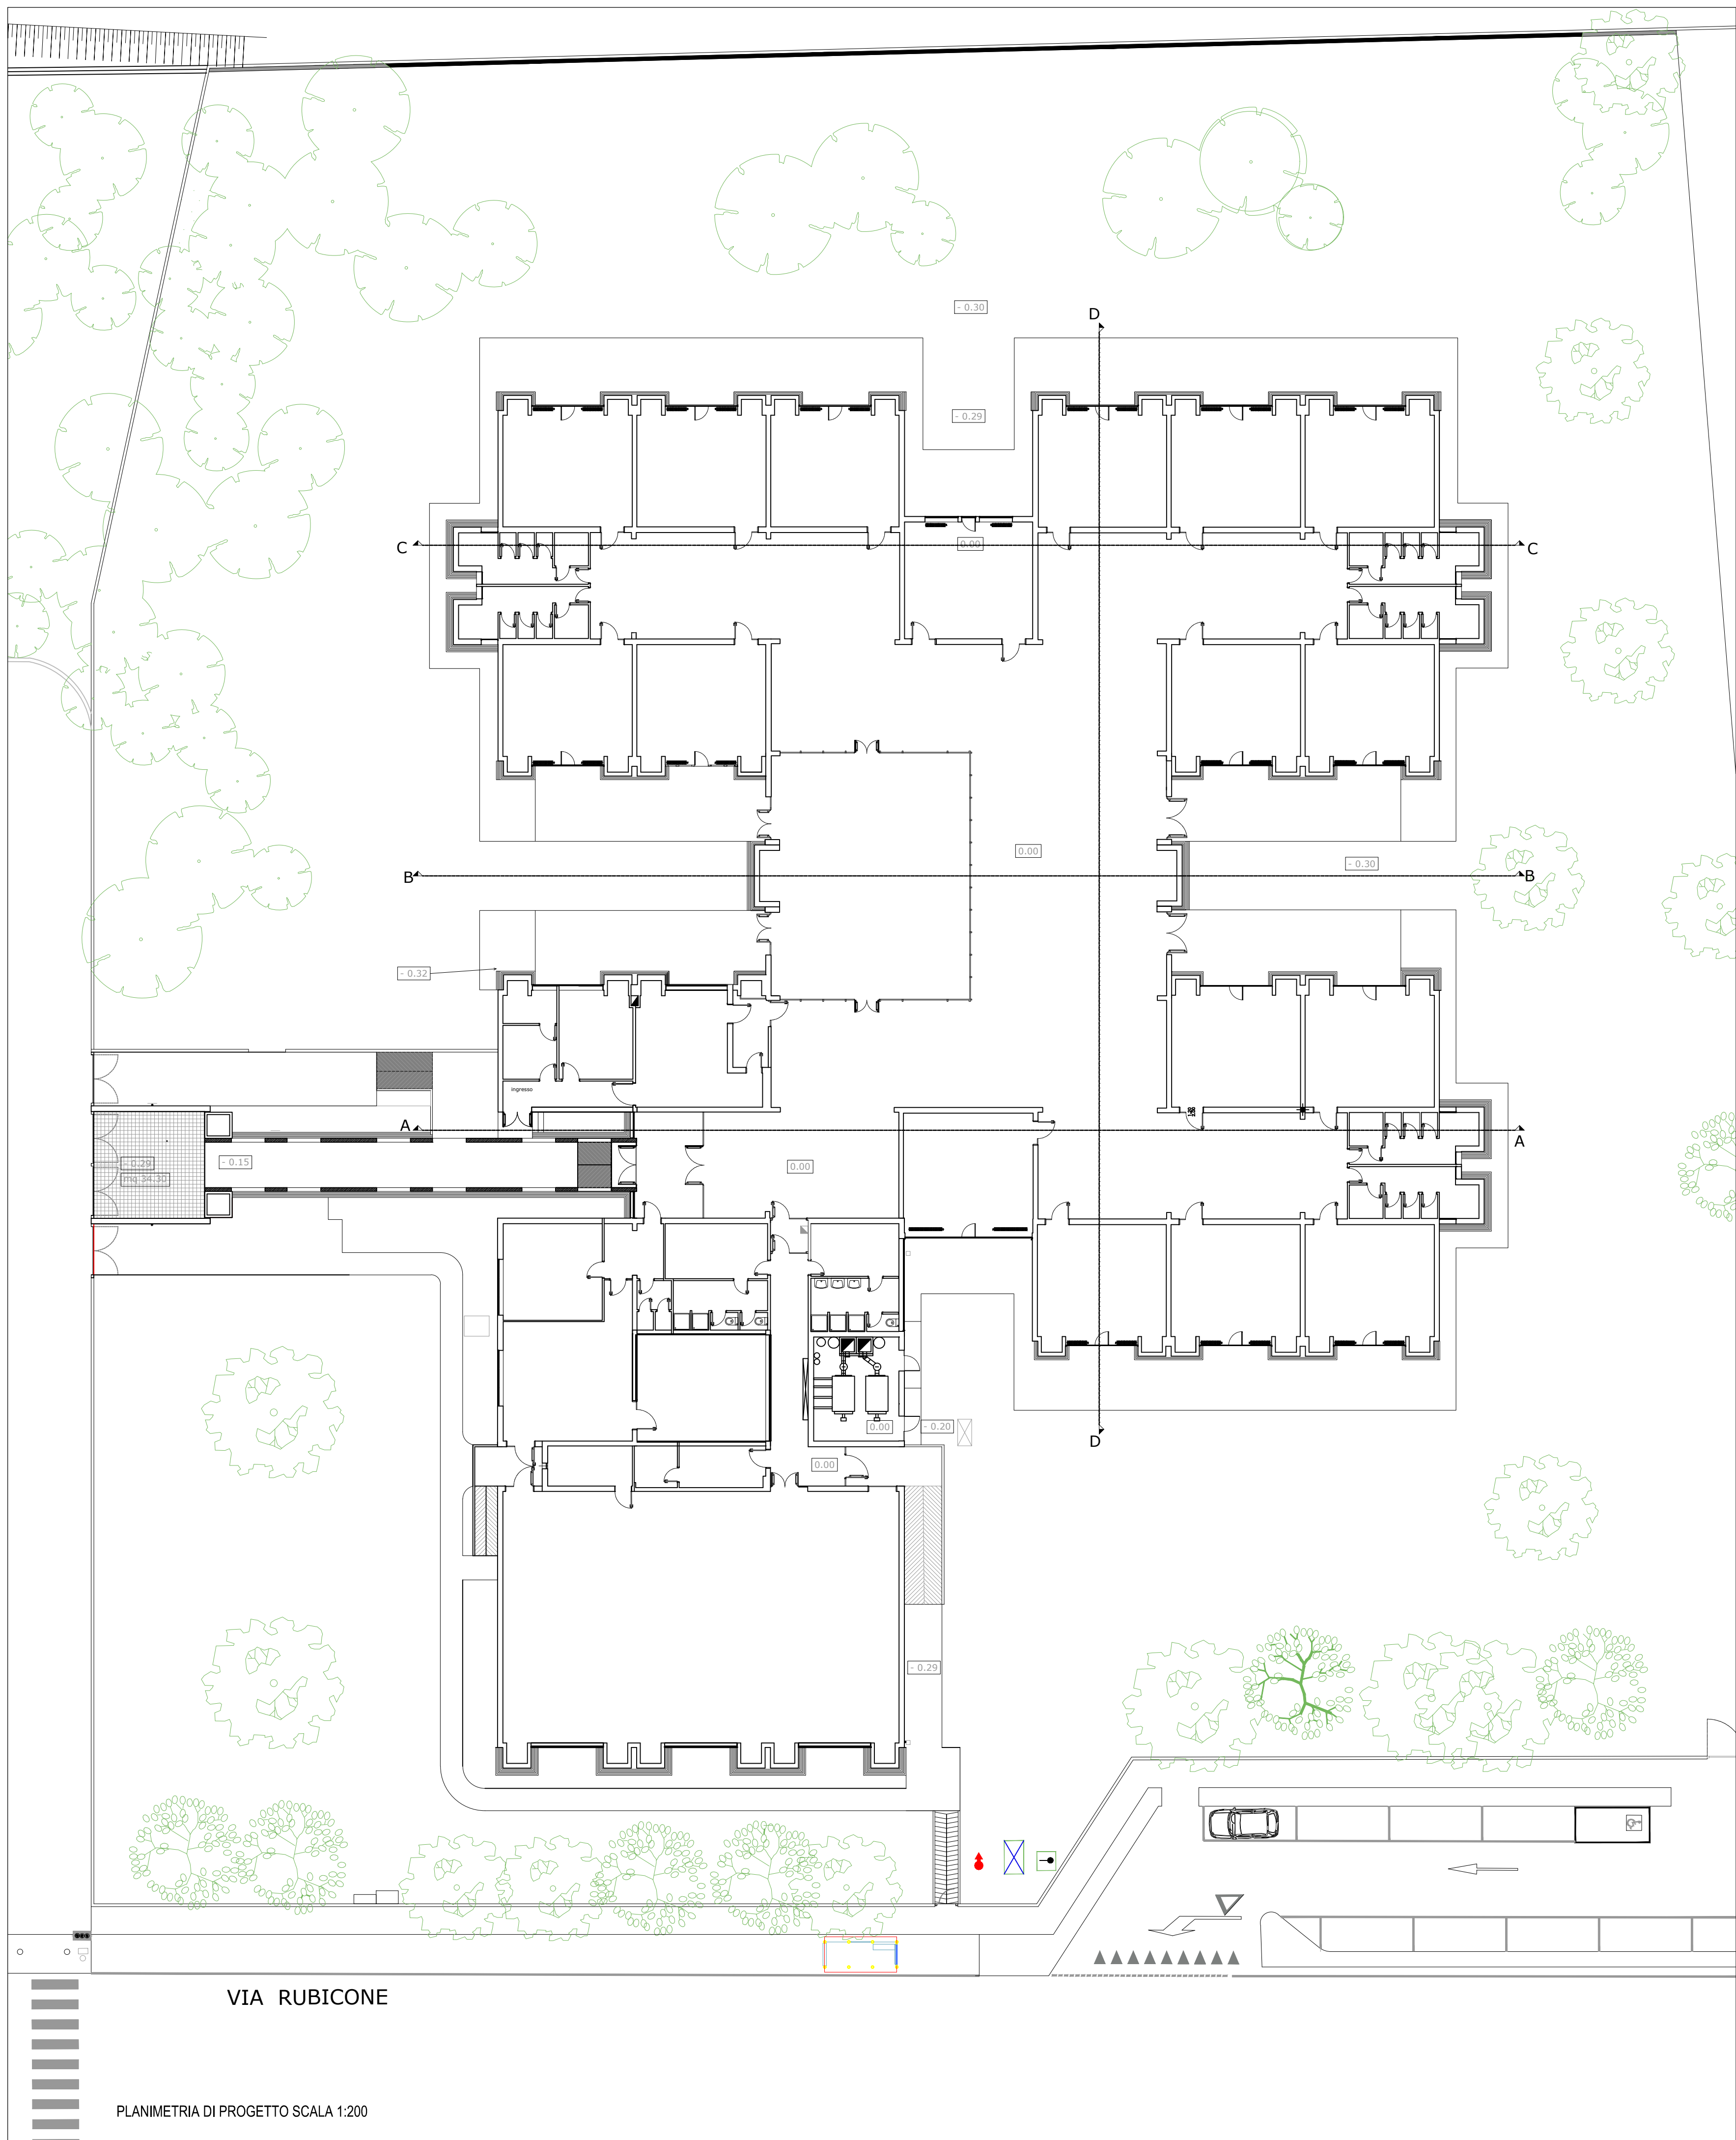 - 0.30
D
- 0.29
C
0.00
C
0.00
- 0.30
B
B
- 0.32
ingresso
A
A
0.00
- 0.29
- 0.15
mq 34.30
0.00
- 0.20
D
0.00
- 0.29
VIA RUBICONE
PLANIMETRIA DI PROGETTO SCALA 1:200